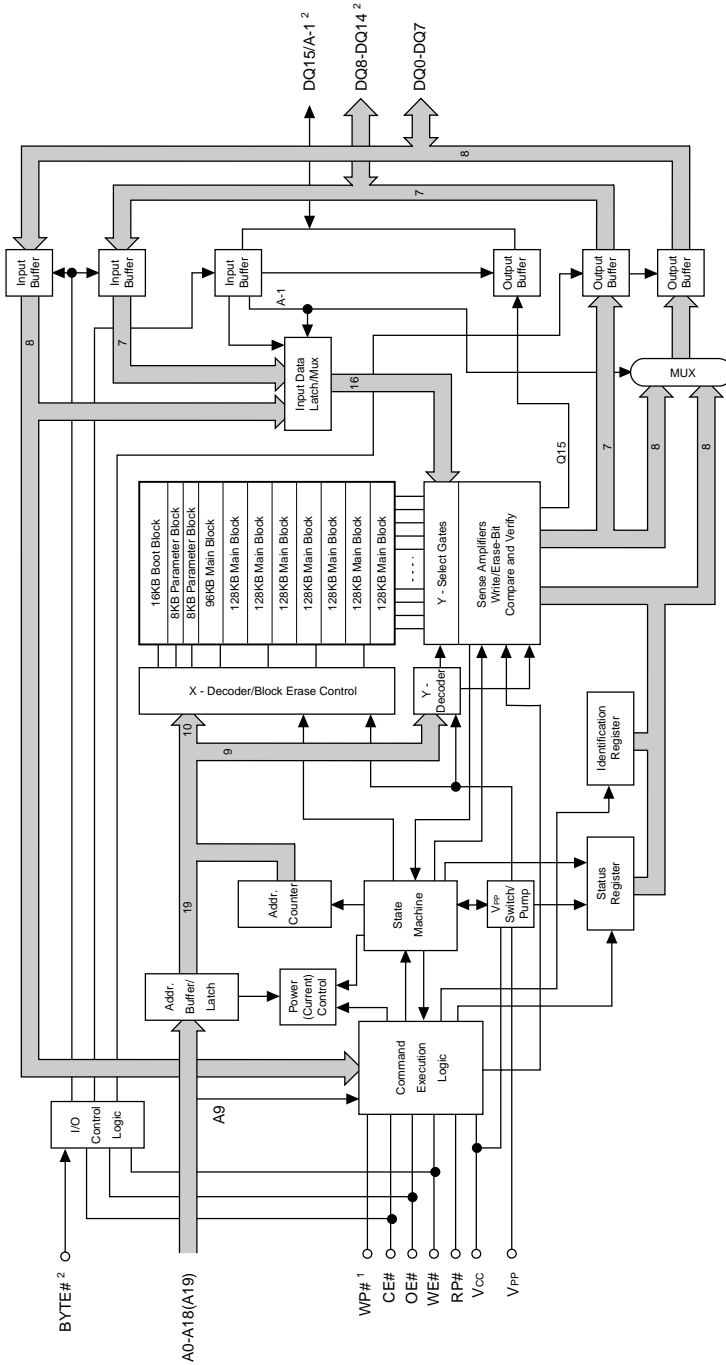 BYTE# 2
A0-A18(A19)
WP# 1
CE#
OE#
WE#
RP#
VCC
VPP
I/O
Control
Logic
A9
Addr.
Buffer/
Latch
19
Power
(Current)
Control
Command
Execution
Logic
Addr.
Counter
State
Machine
VPP
Switch/
Pump
Status
Register
Identification
Register
10
9
X - Decoder/Block Erase Control
Y -
Decoder
16KB Boot Block
8KB Parameter Block
8KB Parameter Block
96KB Main Block
128KB Main Block
128KB Main Block
128KB Main Block
128KB Main Block
128KB Main Block
128KB Main Block
128KB Main Block
Y - Select Gates
Sense Amplifiers
Write/Erase-Bit
Compare and Verify
8
7
Input Data
Latch/Mux
16
A-1
Input
Buffer
Input
Buffer
Input
Buffer
Output
Buffer
Output
Buffer
Output
Buffer
Q15
7
8
8
MUX
7
8
DQ15/A-1 2
DQ8-DQ14 2
DQ0-DQ7